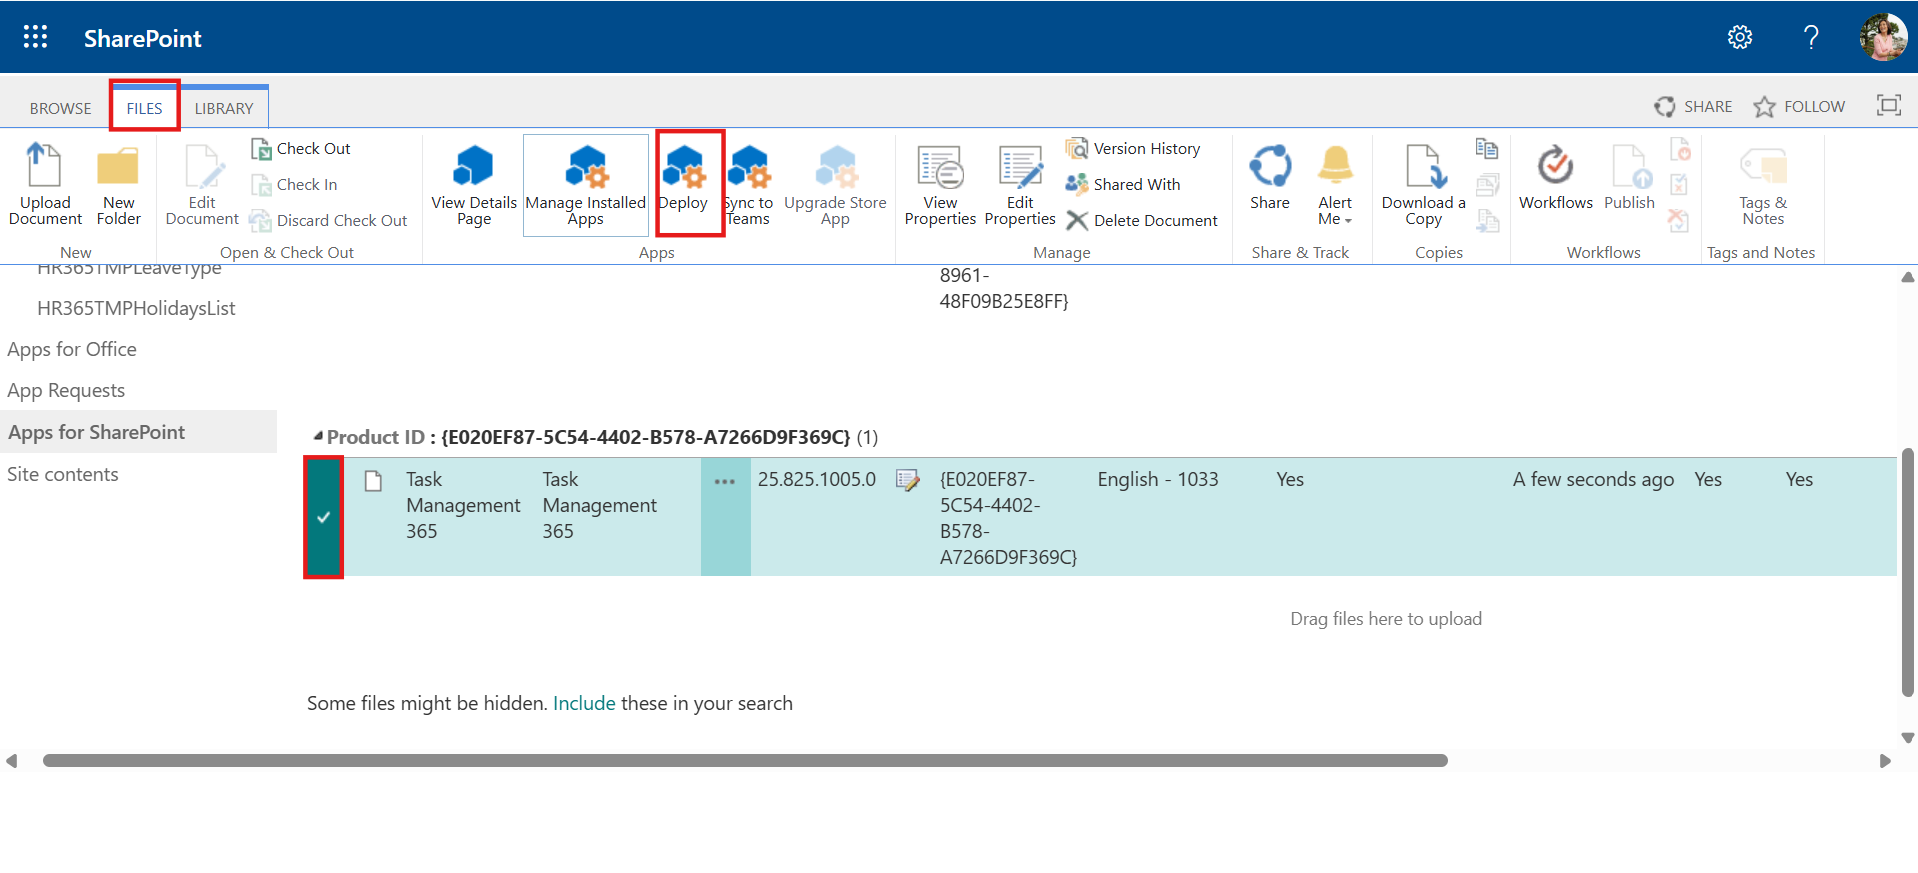 SharePoint
BROWSE FILES LIBRARY
SHARE FOLLOW
Upload Document
New Folder
New
Edit Document
Check Out
Check In
Discard Check Out
Open & Check Out
View Details Page
Manage Installed Apps
Deploy
Sync to Teams
Upgrade Store App
Apps
View Properties
Edit Properties
Version History
Shared With
Delete Document
Manage
Share
Alert Me
Share & Track
Download a Copy
Copies
Workflows
Publish
Workflows
Tags & Notes
Tags and Notes
HR365TMPLeaveType
HR365TMPHolidaysList
Apps for Office
App Requests
Apps for SharePoint
Site contents
8961-
48F09B25E8FF}
Product ID : {E020EF87-5C54-4402-B578-A7266D9F369C} (1)
Task Management 365
Task Management 365
...
25.825.1005.0
{E020EF87-
5C54-4402-
B578-
A7266D9F369C}
English - 1033
Yes
A few seconds ago
Yes
Yes
Drag files here to upload
Some files might be hidden. Include these in your search